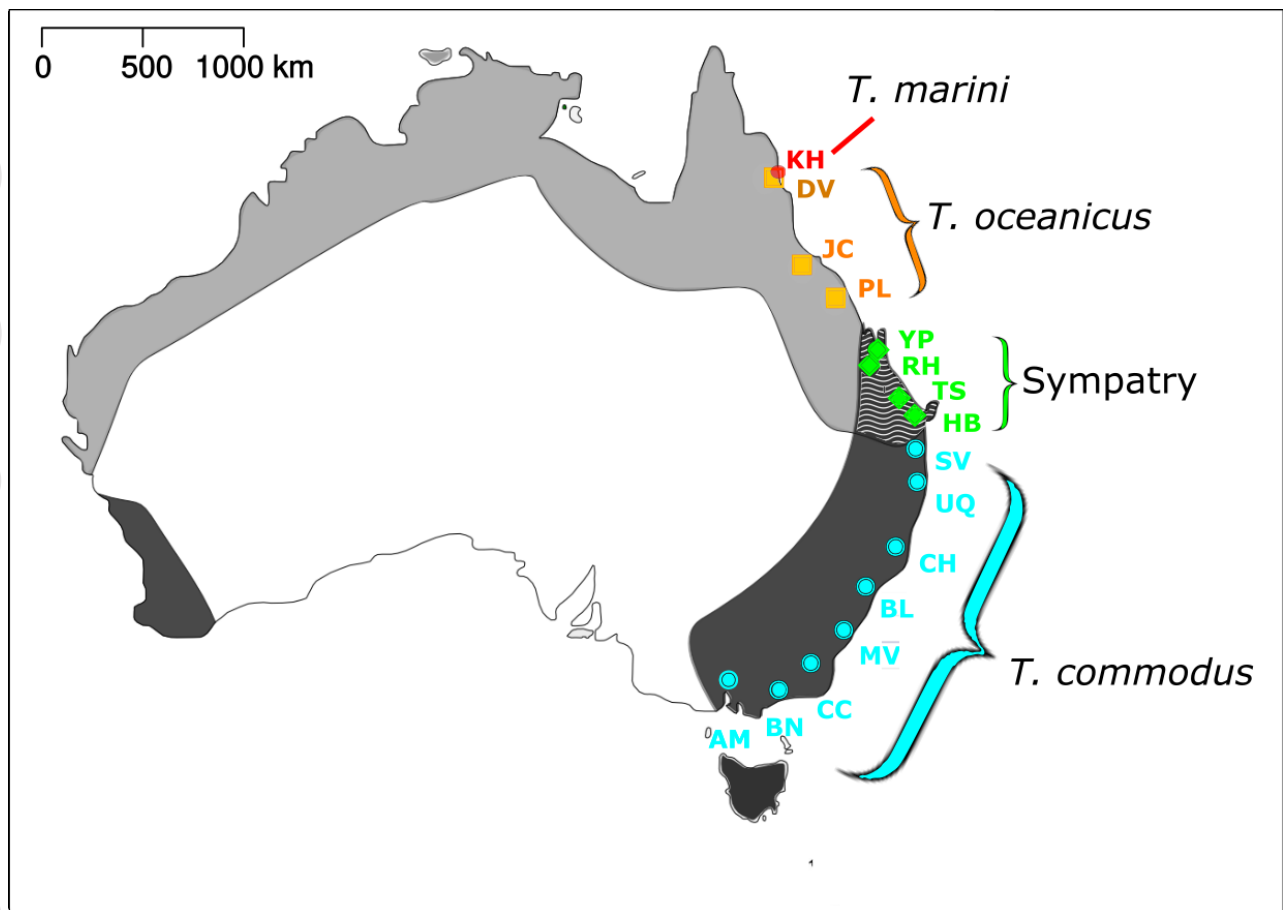 0 500 1000 km
T. marini
KH
DV
T. oceanicus
JC
PL
YP
RH
Sympatry
TS
HB
SV
UQ
CH
BL
MV
T. commodus
CC
BN
AM